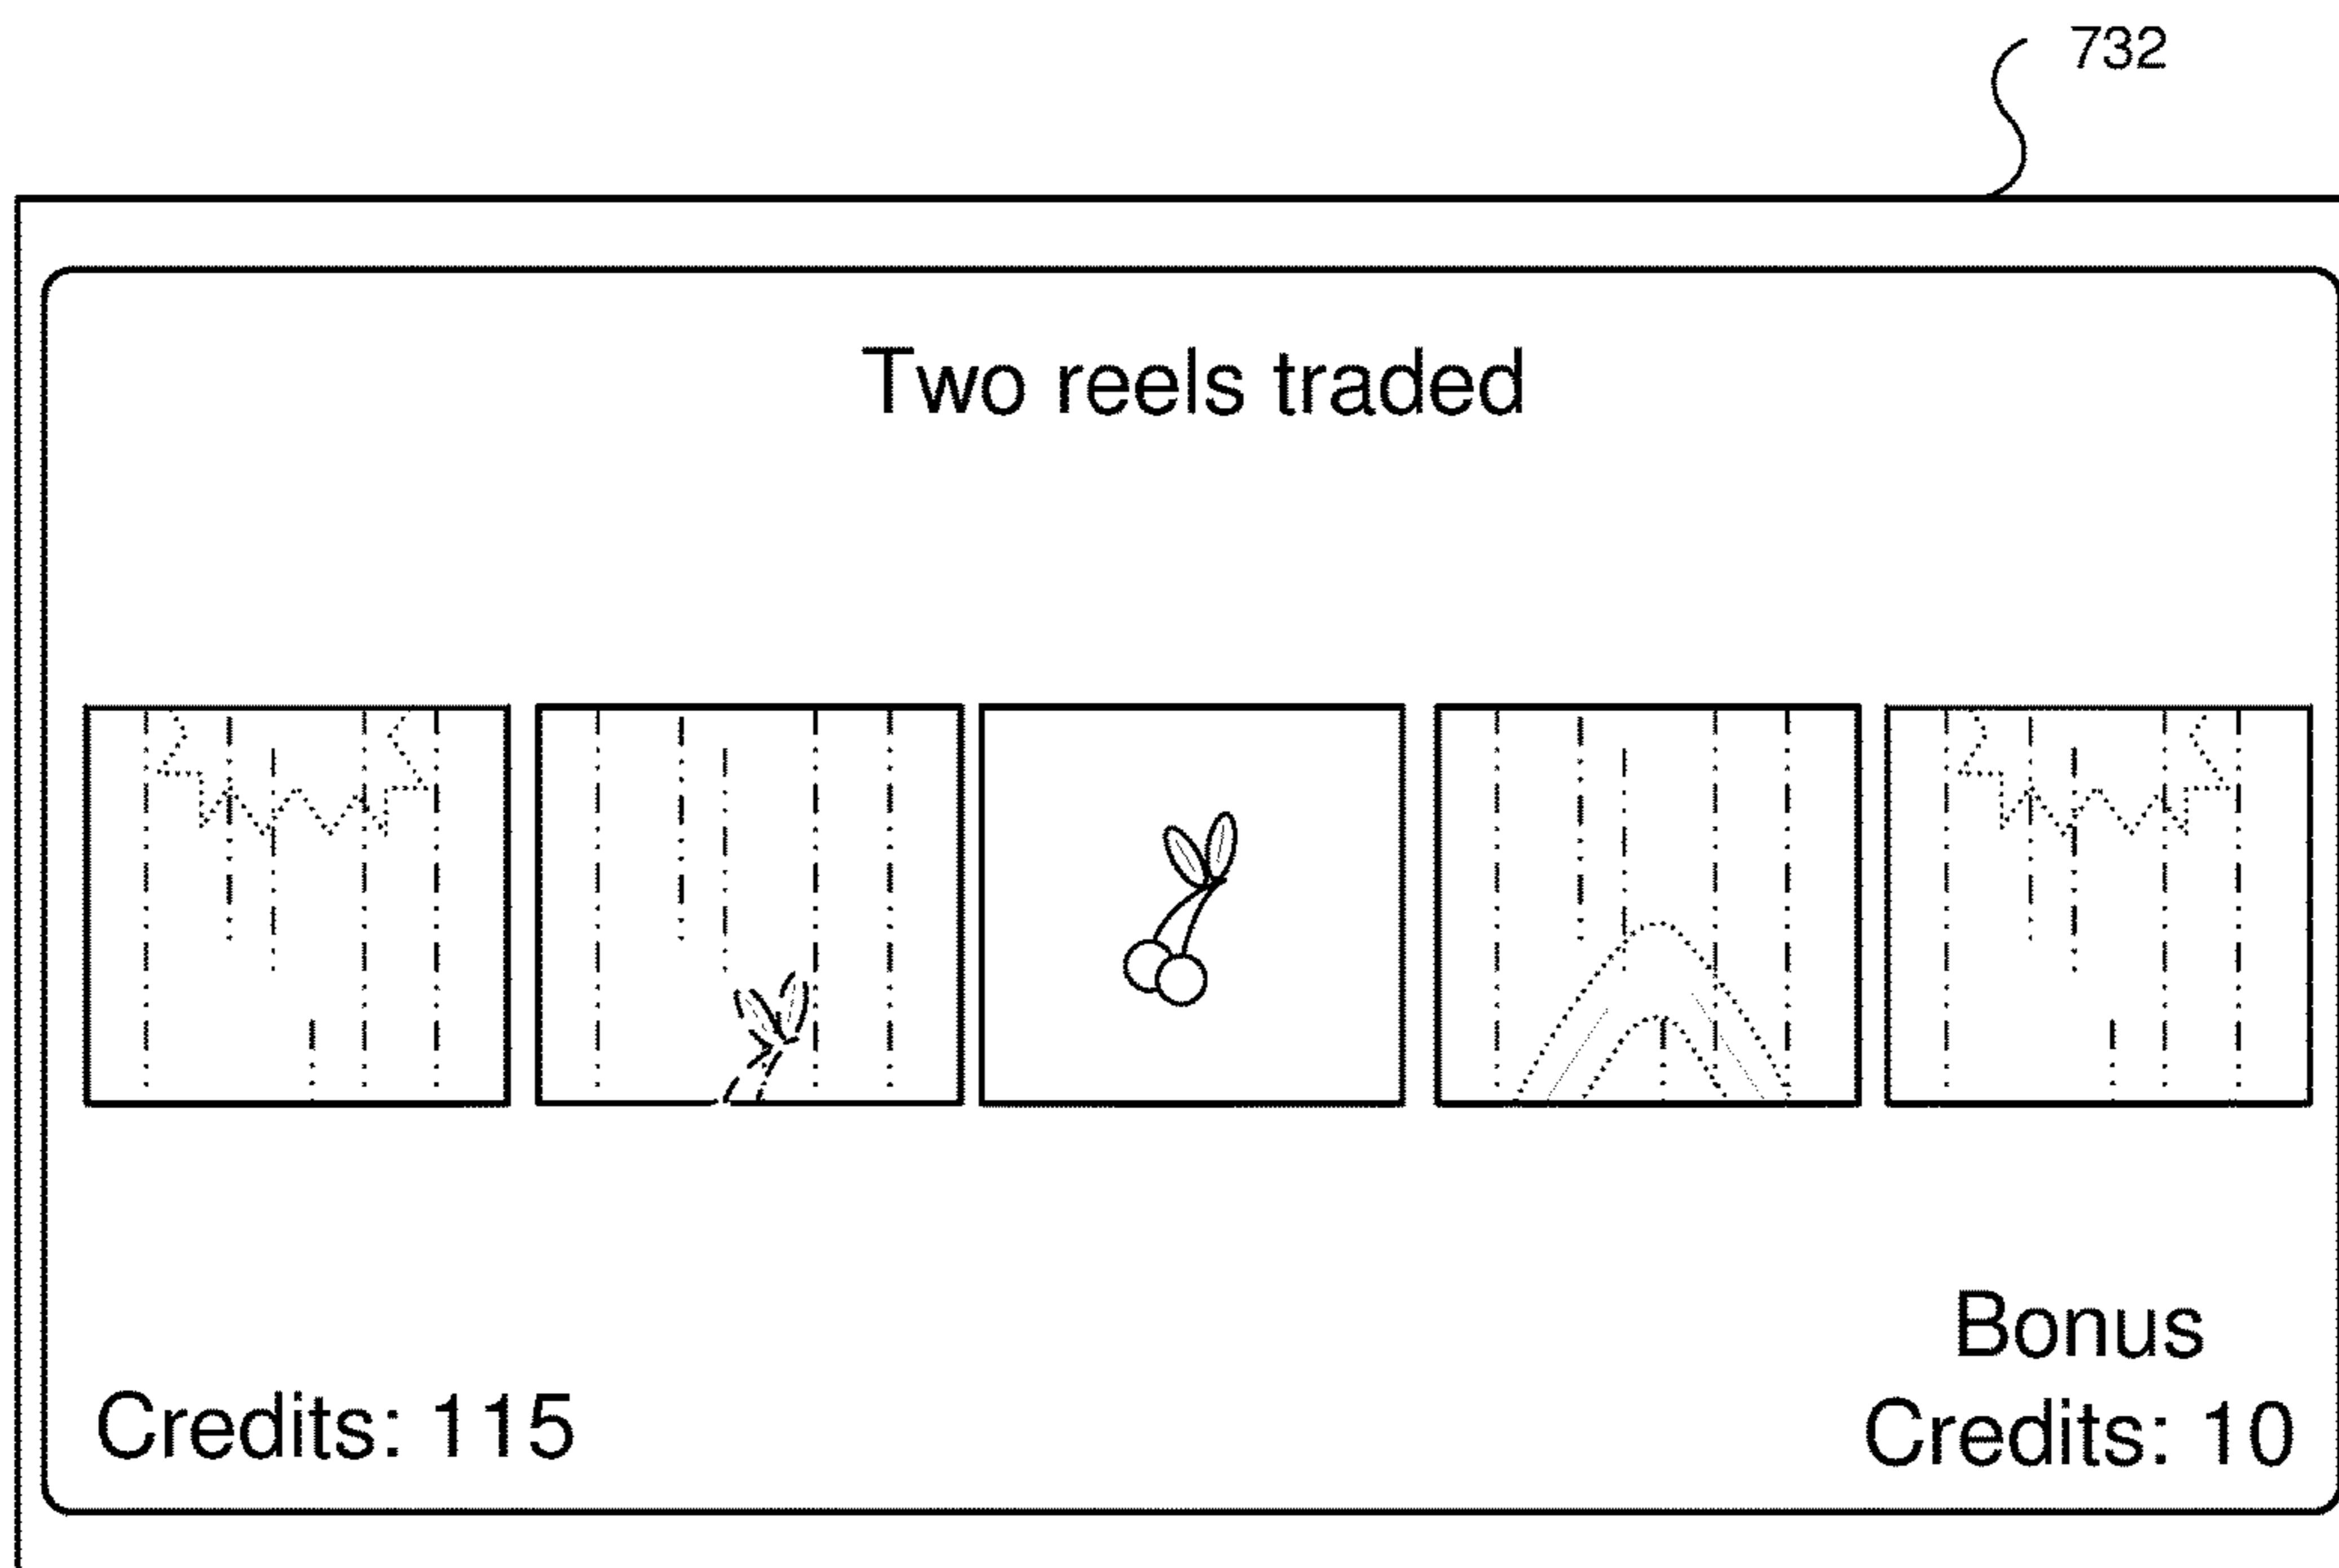 732
Two reels traded
Bonus
Credits: 115
Credits: 10